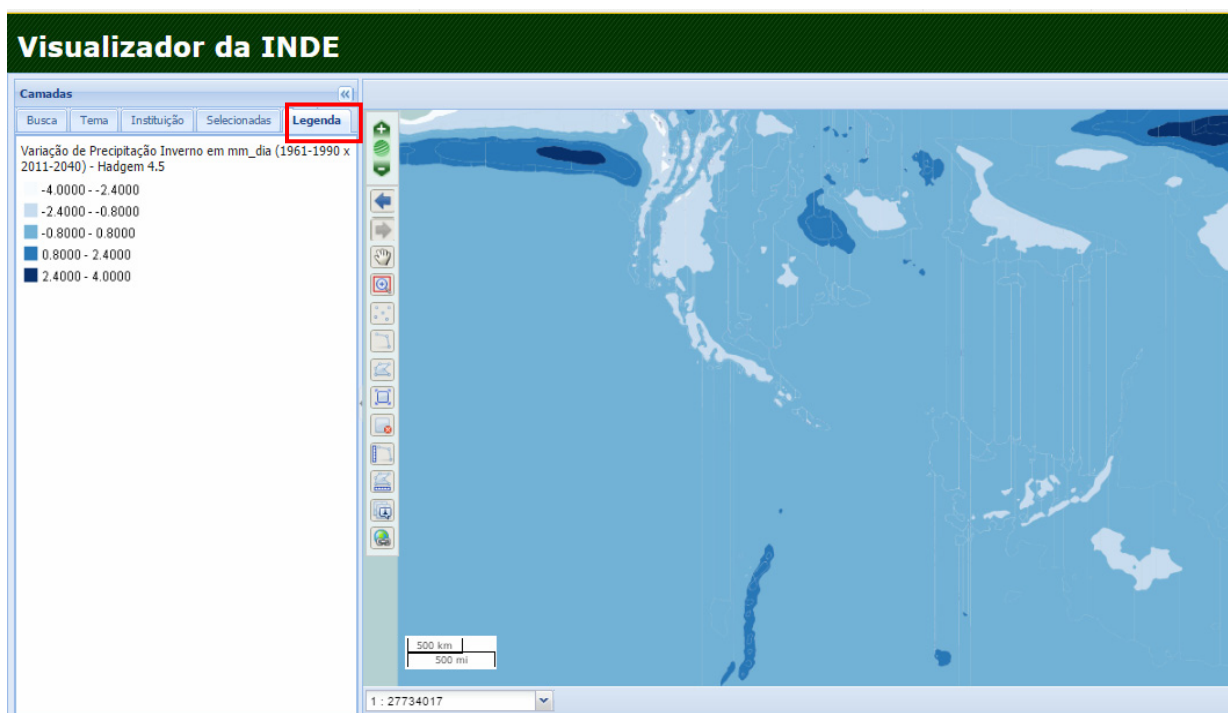 Visualizador da INDE
Camadas
Busca Tema Instituição Selecionadas Legenda
Variação de Precipitação Inverno em mm_dia (1961-1990 x
2011-2040) - Hadgem 4.5
-4.0000 - -2.4000
-2.4000 - -0.8000
-0.8000 - 0.8000
0.8000 - 2.4000
2.4000 - 4.0000
500 km
500 mi
1 : 27734017